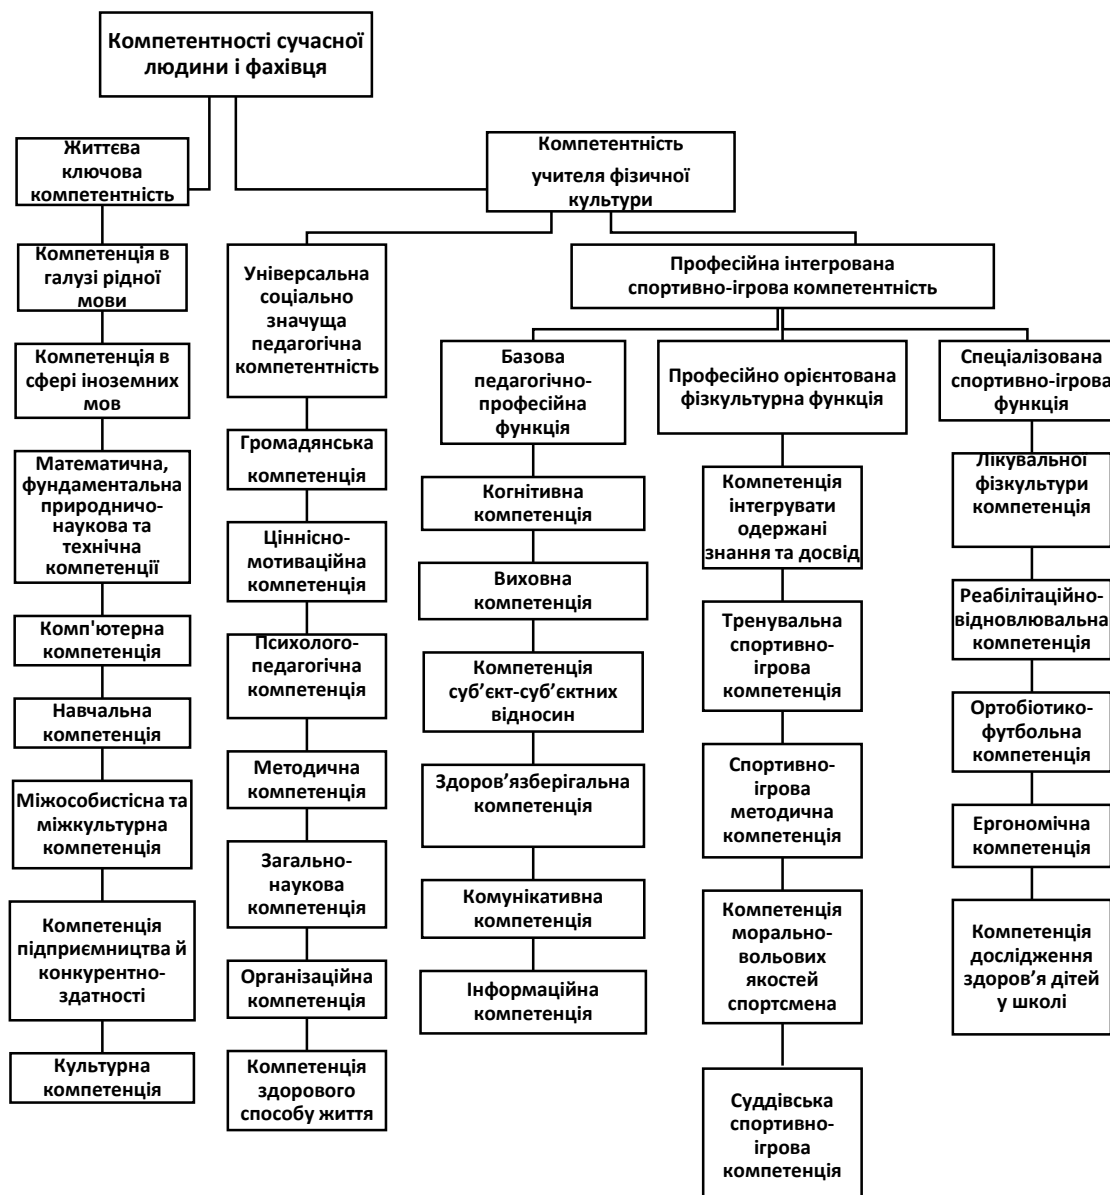 Компетентності сучасної
людини і фахівця
Життєва
ключова
компетентність
Компетентність
учителя фізичної
культури
Компетенція в
галузі рідної
мови
Компетенція в
сфері іноземних
мов
Математична,
фундаментальна
природничо-
наукова та
технічна
компетенції
Комп'ютерна
компетенція
Навчальна
компетенція
Міжособистісна та
міжкультурна
компетенція
Компетенція
підприємництва й
конкурентно-
здатності
Культурна
компетенція
Універсальна
соціально
значуща
педагогічна
компетентність
Громадянська
компетенція
Ціннісно-
мотиваційна
компетенція
Психолого-
педагогічна
компетенція
Методична
компетенція
Загально-
наукова
компетенція
Організаційна
компетенція
Компетенція
здорового
способу життя
Професійна інтегрована
спортивно-ігрова компетентність
Базова
педагогічно-
професійна
функція
Когнітивна
компетенція
Виховна
компетенція
Компетенція
суб’єкт-суб’єктних
відносин
Здоров’язберігальна
компетенція
Комунікативна
компетенція
Інформаційна
компетенція
Професійно орієнтована
фізкультурна функція
Компетенція
інтегрувати
одержані
знання та досвід
Тренувальна
спортивно-
ігрова
компетенція
Спортивно-
ігрова
методична
компетенція
Компетенція
морально-
вольових
якостей
спортсмена
Суддівська
спортивно-
ігрова
компетенція
Спеціалізована
спортивно-ігрова
функція
Лікувальної
фізкультури
компетенція
Реабілітаційно-
відновлювальна
компетенція
Ортобіотико-
футбольна
компетенція
Ергономічна
компетенція
Компетенція
дослідження
здоров’я дітей
у школі